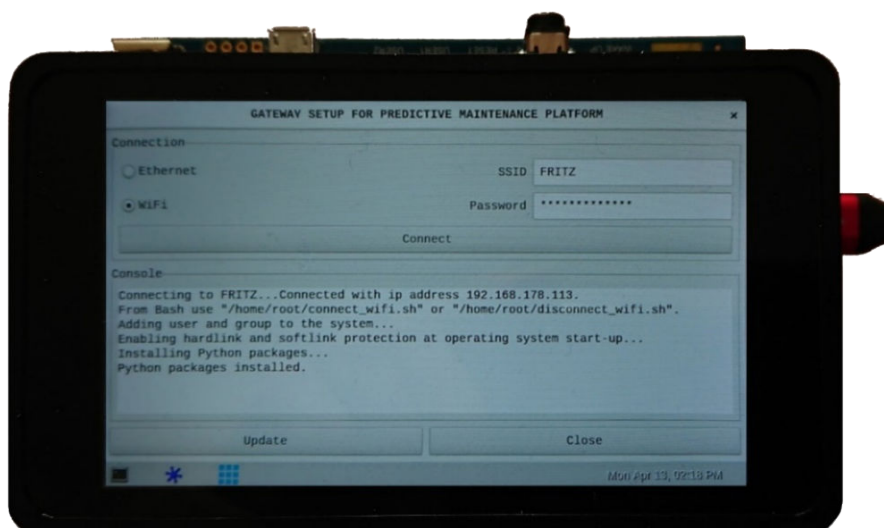 GATEWAY SETUP FOR PREDICTIVE MAINTENANCE PLATFORM ×
Connection
Ethernet SSID FRITZ
WiFi Password *************
Connect
Console
Connecting to FRITZ...Connected with ip address 192.168.178.113.
From Bash use "/home/root/connect_wifi.sh" or "/home/root/disconnect_wifi.sh".
Adding user and group to the system...
Enabling hardlink and softlink protection at operating system start-up...
Installing Python packages...
Python packages installed.
Update Close
Mon Apr 13, 02:18 PM